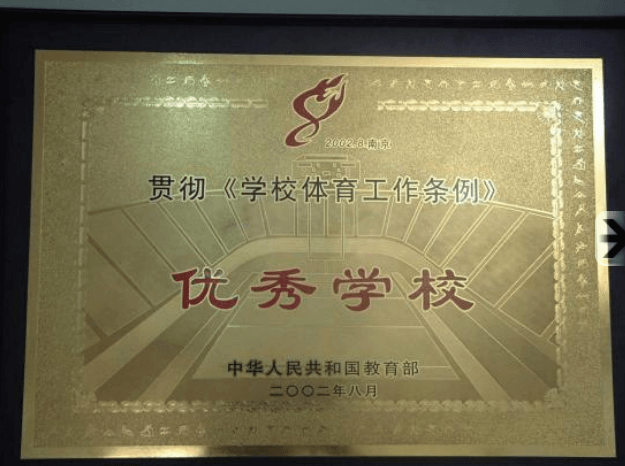 2002.8·南京
贯彻《学校体育工作条例》
优秀学校
中华人民共和国教育部
二〇〇二年八月